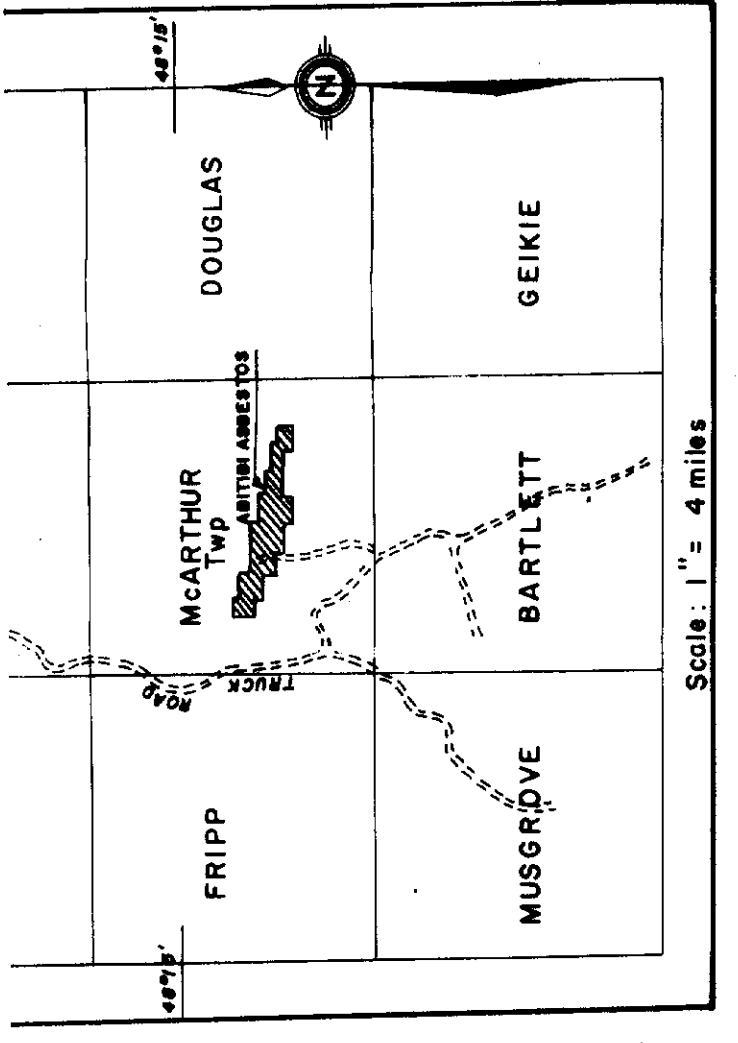 48°15'
48°15'
FRIPP
McARTHUR
Twp
DOUGLAS
TRUCK
ROAD
ABITIBI ASBESTOS
N
MUSGROVE
BARTLETT
GEIKIE
Scale: 1" = 4 miles